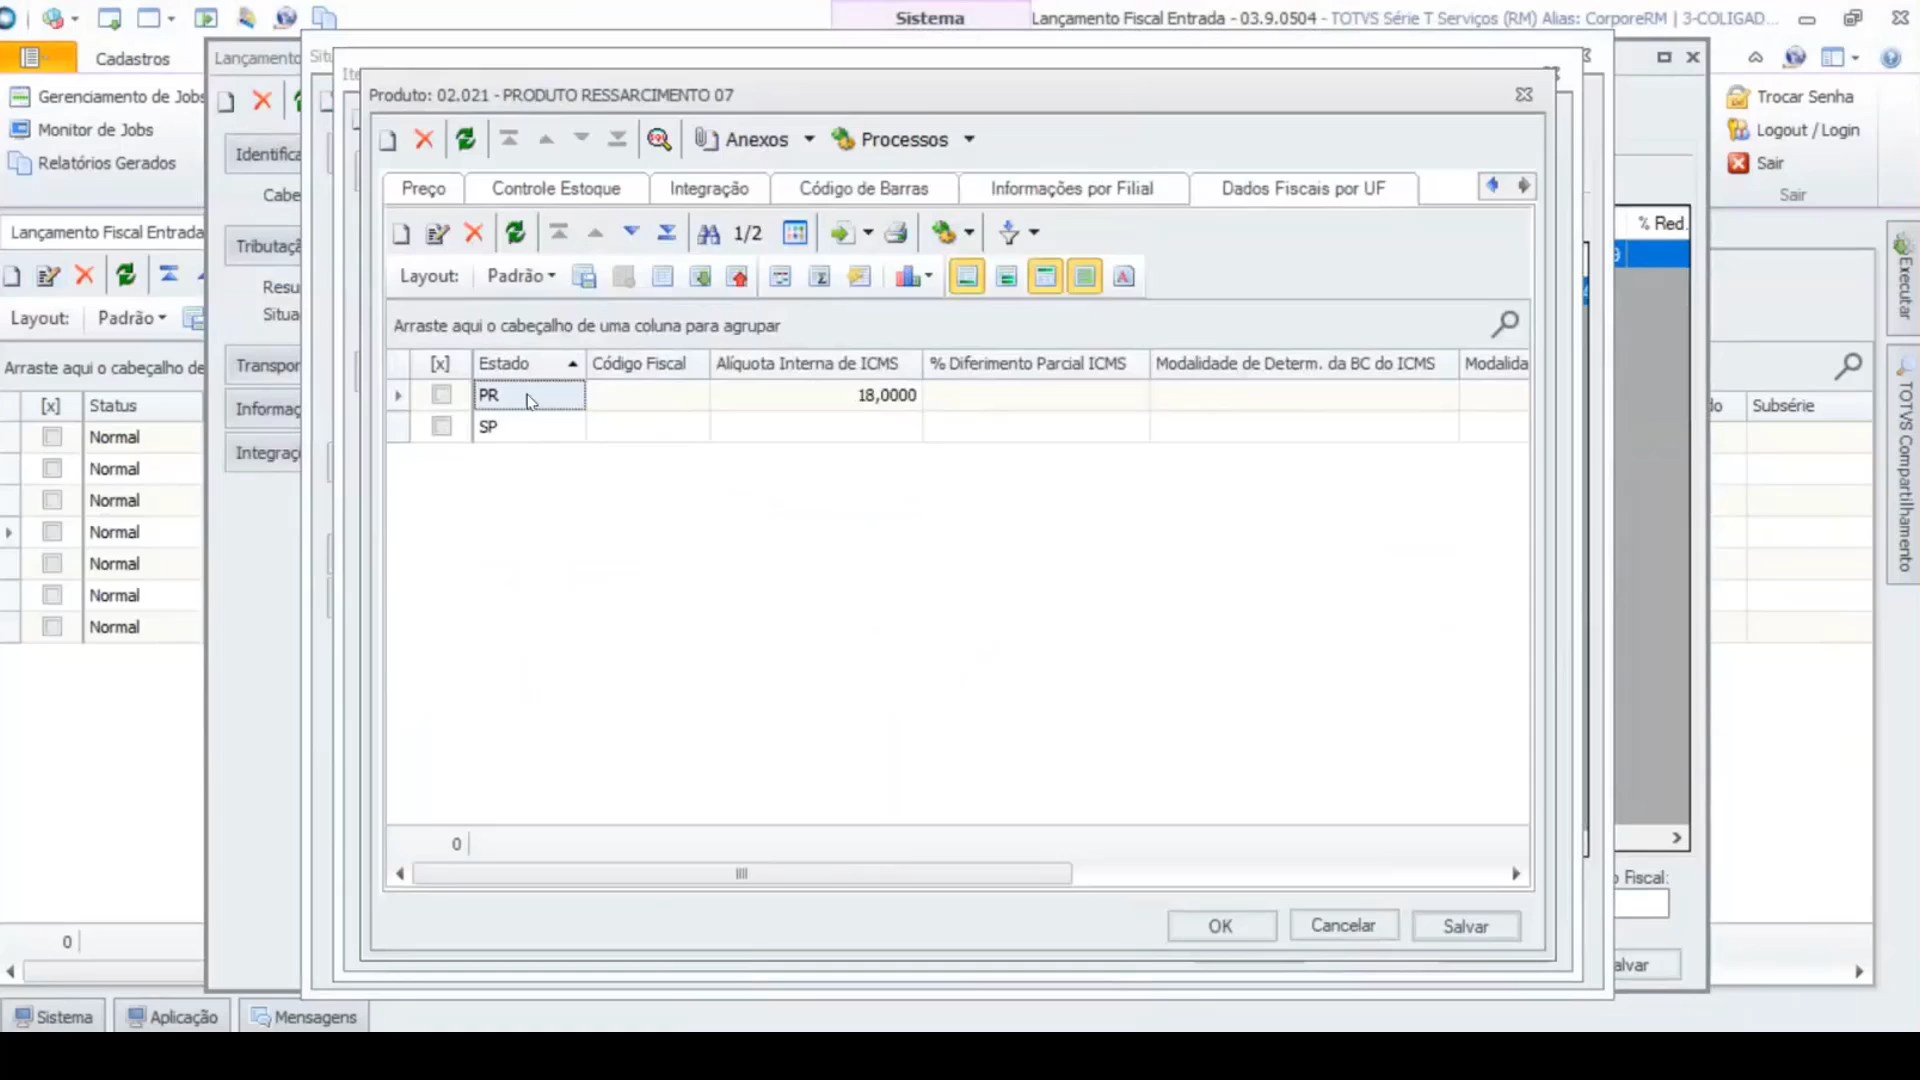 Sistema
Lançamento Fiscal Entrada - 03.9.0504 - TOTVS Série T Serviços (RM) Alias: CorporeRM | 3-COLIGAD...
Cadastros
Lançamento
Gerenciamento de Jobs
Monitor de Jobs
Relatórios Gerados
Trocar Senha
Logout / Login
Sair
Sair
Produto: 02.021 - PRODUTO RESSARCIMENTO 07
Anexos
Processos
Preço
Controle Estoque
Integração
Código de Barras
Informações por Filial
Dados Fiscais por UF
1/2
Layout:
Padrão
Arraste aqui o cabeçalho de uma coluna para agrupar
[x]
Estado
Código Fiscal
Alíquota Interna de ICMS
% Diferimento Parcial ICMS
Modalidade de Determ. da BC do ICMS
Modalida
PR
18,0000
SP
0
OK
Cancelar
Salvar
Identifica
Cabe
Tributaçã
Resu
Situa
Transpor
Informaç
Integraç
Lançamento Fiscal Entrada
Layout:
Padrão
Arraste aqui o cabeçalho de
[x]
Status
Normal
Normal
Normal
Normal
Normal
Normal
Normal
0
% Red.
Subsérie
Fiscal:
alvar
Executar
TOTVS Compartilhamento
Sistema
Aplicação
Mensagens